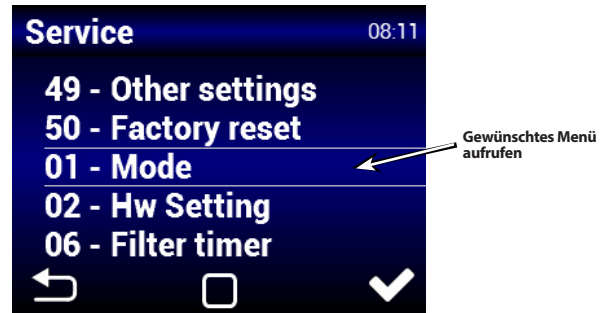 Service 08:11
49 - Other settings
50 - Factory reset
01 - Mode
02 - Hw Setting
06 - Filter timer
Gewünschtes Menü
aufrufen